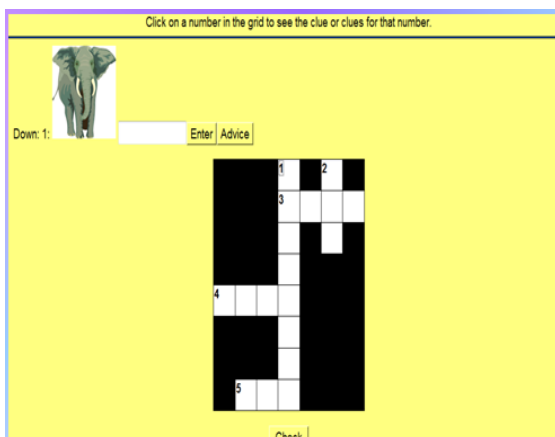 Click on a number in the grid to see the clue or clues for that number.
Down: 1: Enter Advice
1 2
3
4
5
Check